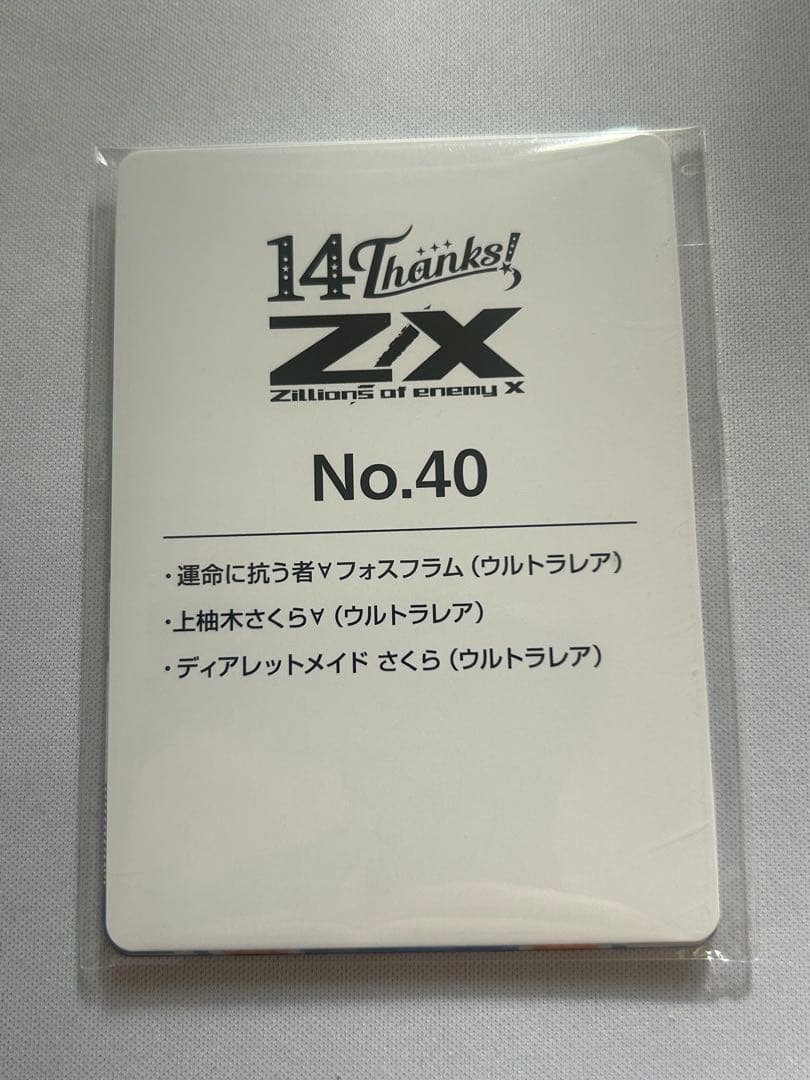 14 Thanks!
Z/X
Zillions of enemy X
No.40
・運命に抗う者∀フォスフラム（ウルトラレア）
・上柚木さくら∀（ウルトラレア）
・ディアレットメイド さくら（ウルトラレア）